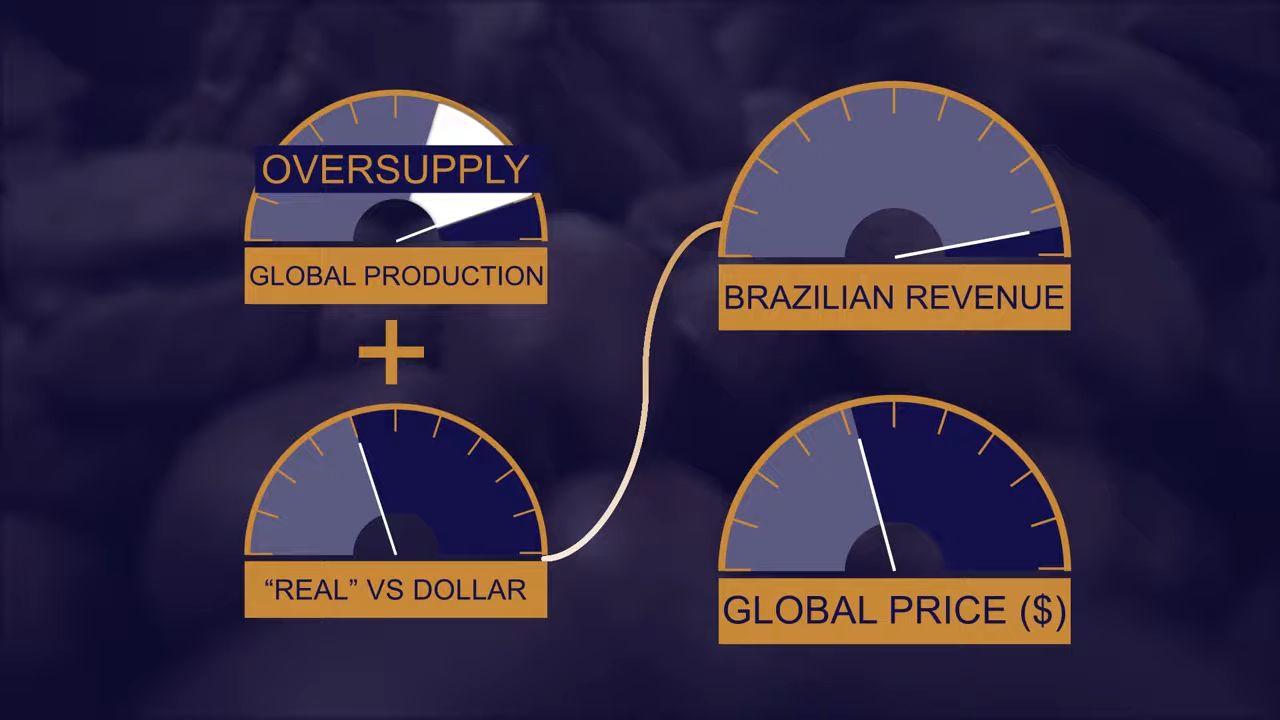 OVERSUPPLY
GLOBAL PRODUCTION
+
“REAL” VS DOLLAR
BRAZILIAN REVENUE
GLOBAL PRICE ($)